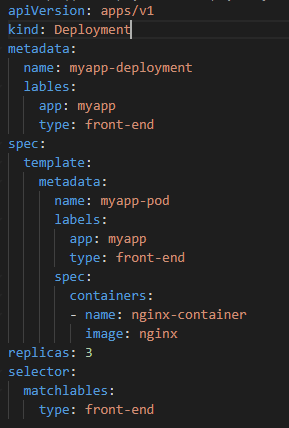 apiVersion: apps/v1
kind: Deployment
metadata:
  name: myapp-deployment
  lables:
    app: myapp
    type: front-end
spec:
  template:
    metadata:
      name: myapp-pod
      labels:
        app: myapp
        type: front-end
      spec:
        containers:
        - name: nginx-container
          image: nginx
replicas: 3
selector:
  matchlables:
    type: front-end